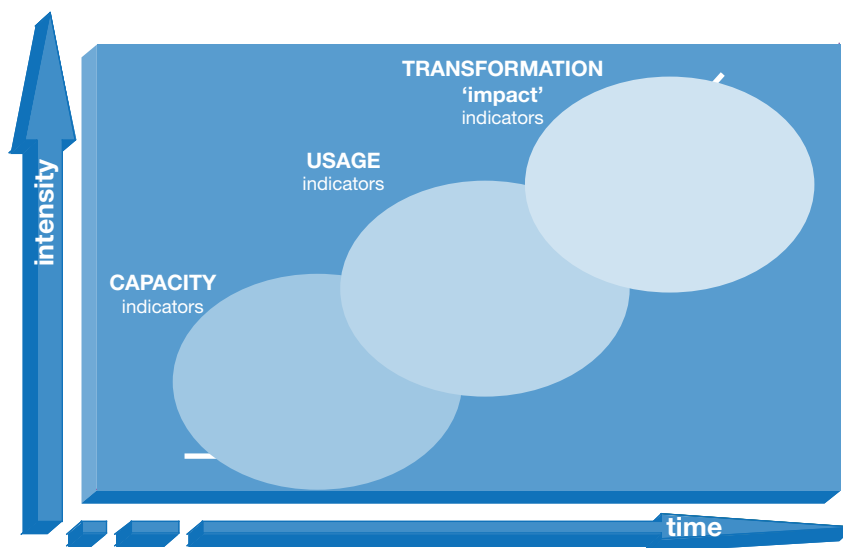 TRANSFORMATION
‘impact’
indicators
USAGE
indicators
CAPACITY
indicators
intensity
time